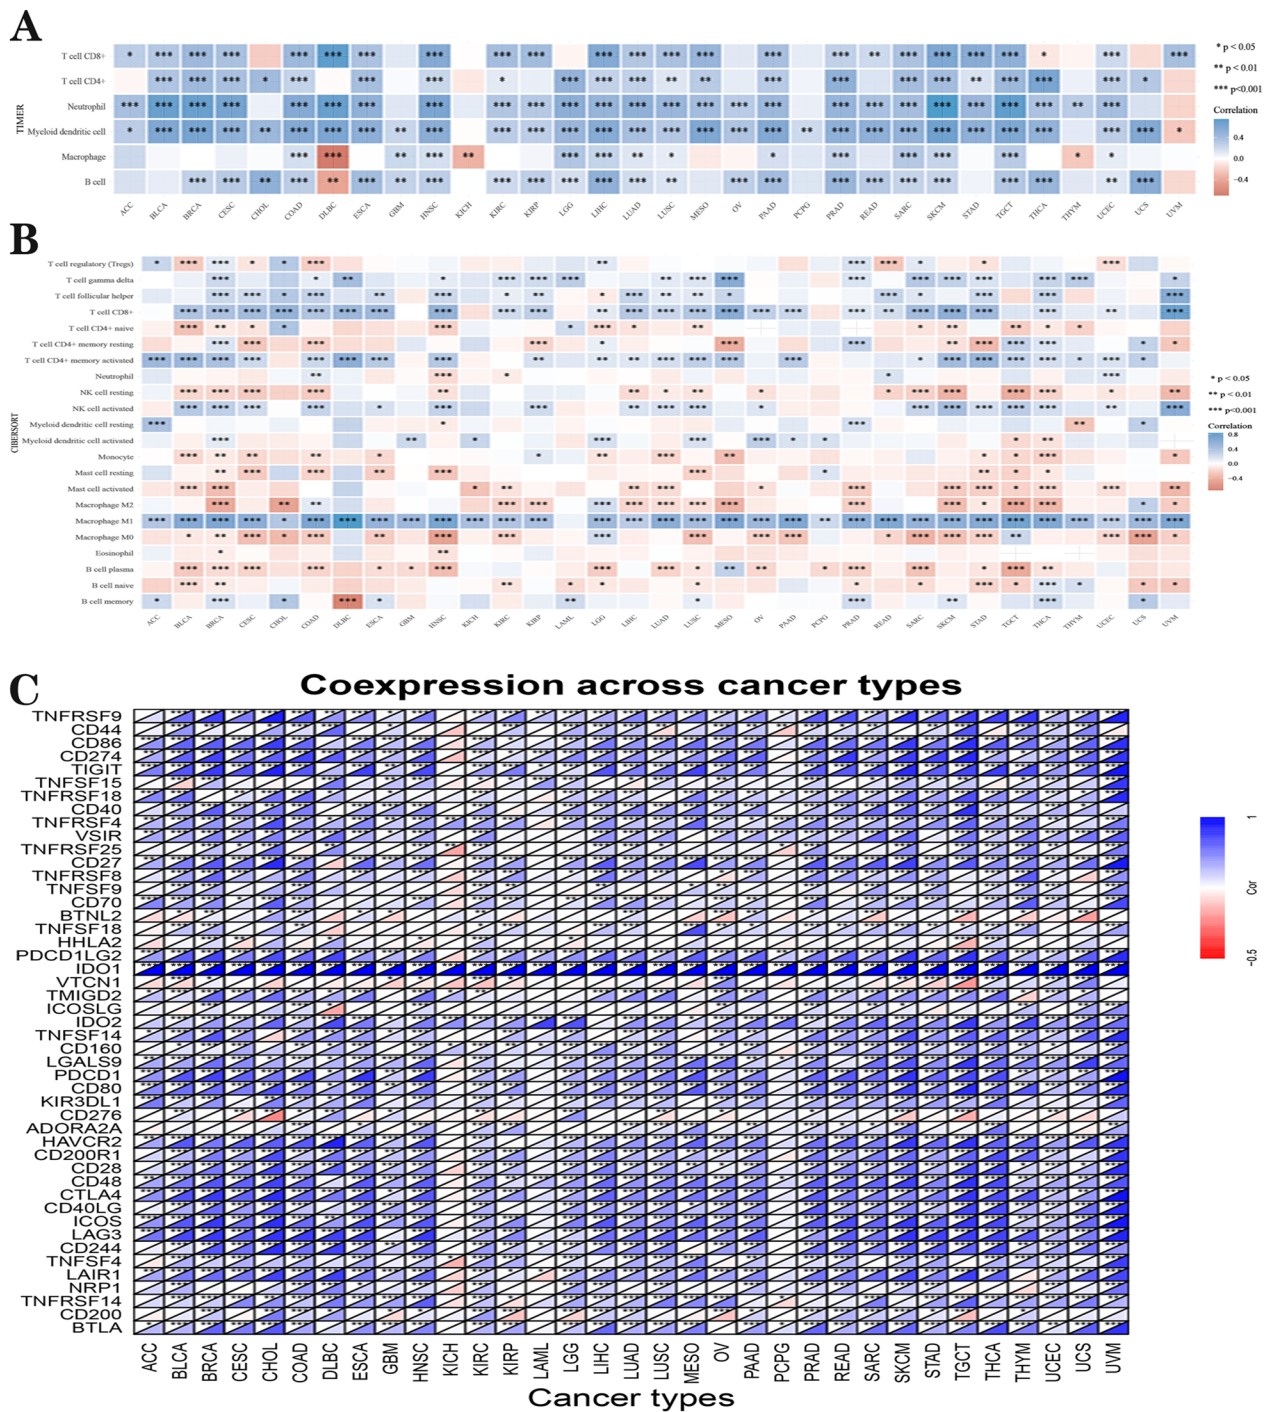 A
T cell CD8+
T cell CD4+
Neutrophil
Myeloid dendritic cell
Macrophage
B cell
TIMER
ACC BLCA BRCA CESC CHOL COAD DLBC ESCA GBM HNSC KICH KIRC KIRP LGG LIHC LUAD LUSC MESO OV PAAD PCPG PRAD READ SARC SKCM STAD TGCT THCA THYM UCEC UCS UVM
* p < 0.05
** p < 0.01
*** p<0.001
Correlation
0.4
0.0
−0.4
B
T cell regulatory (Tregs)
T cell gamma delta
T cell follicular helper
T cell CD8+
T cell CD4+ naive
T cell CD4+ memory resting
T cell CD4+ memory activated
Neutrophil
NK cell resting
NK cell activated
Myeloid dendritic cell resting
Myeloid dendritic cell activated
Monocyte
Mast cell resting
Mast cell activated
Macrophage M2
Macrophage M1
Macrophage M0
Eosinophil
B cell plasma
B cell naive
B cell memory
CIBERSORT
ACC BLCA BRCA CESC CHOL COAD DLBC ESCA GBM HNSC KICH KIRC KIRP LAML LGG LIHC LUAD LUSC MESO OV PAAD PCPG PRAD READ SARC SKCM STAD TGCT THCA THYM UCEC UCS UVM
* p < 0.05
** p < 0.01
*** p<0.001
Correlation
0.8
0.4
0.0
−0.4
C
Coexpression across cancer types
TNFRSF9
CD44
CD86
CD274
TIGIT
TNFSF15
TNFRSF18
CD40
TNFRSF4
VSIR
TNFRSF25
CD27
TNFRSF8
TNFSF9
CD70
BTNL2
TNFSF18
HHLA2
PDCD1LG2
IDO1
VTCN1
TMIGD2
ICOSLG
IDO2
TNFSF14
CD160
LGALS9
PDCD1
CD80
KIR3DL1
CD276
ADORA2A
HAVCR2
CD200R1
CD28
CD48
CTLA4
CD40LG
ICOS
LAG3
CD244
TNFSF4
LAIR1
NRP1
TNFRSF14
CD200
BTLA
ACC BLCA BRCA CESC CHOL COAD DLBC ESCA GBM HNSC KICH KIRC KIRP LAML LGG LIHC LUAD LUSC MESO OV PAAD PCPG PRAD READ SARC SKCM STAD TGCT THCA THYM UCEC UCS UVM
Cancer types
1
Cor
−0.5